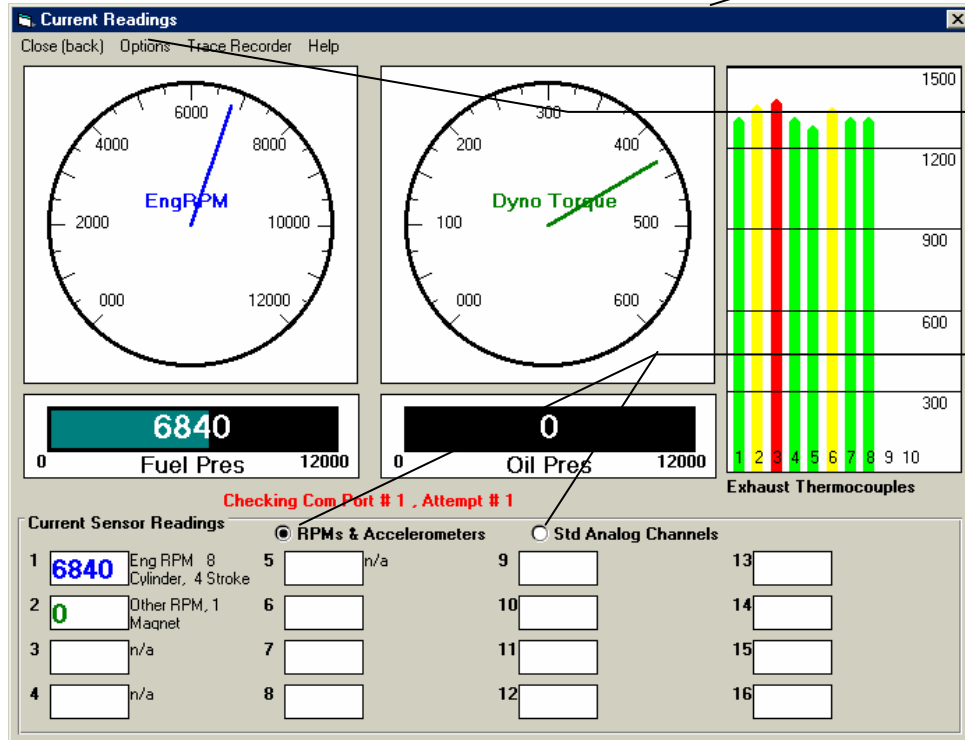 Current Readings
Close (back) Options Trace Recorder Help
000 2000 4000 6000 8000 10000 12000
EngRPM
000 100 200 300 400 500 600
Dyno Torque
1500
1200
900
600
300
1 2 3 4 5 6 7 8 9 10
Exhaust Thermocouples
6840
0 Fuel Pres 12000
0
0 Oil Pres 12000
Checking Com Port # 1 , Attempt # 1
Current Sensor Readings
RPMs & Accelerometers Std Analog Channels
1 6840 Eng RPM 8
Cylinder, 4 Stroke
2 0 Other RPM, 1
Magnet
3 n/a
4 n/a
5 n/a
6
7
8
9
10
11
12
13
14
15
16